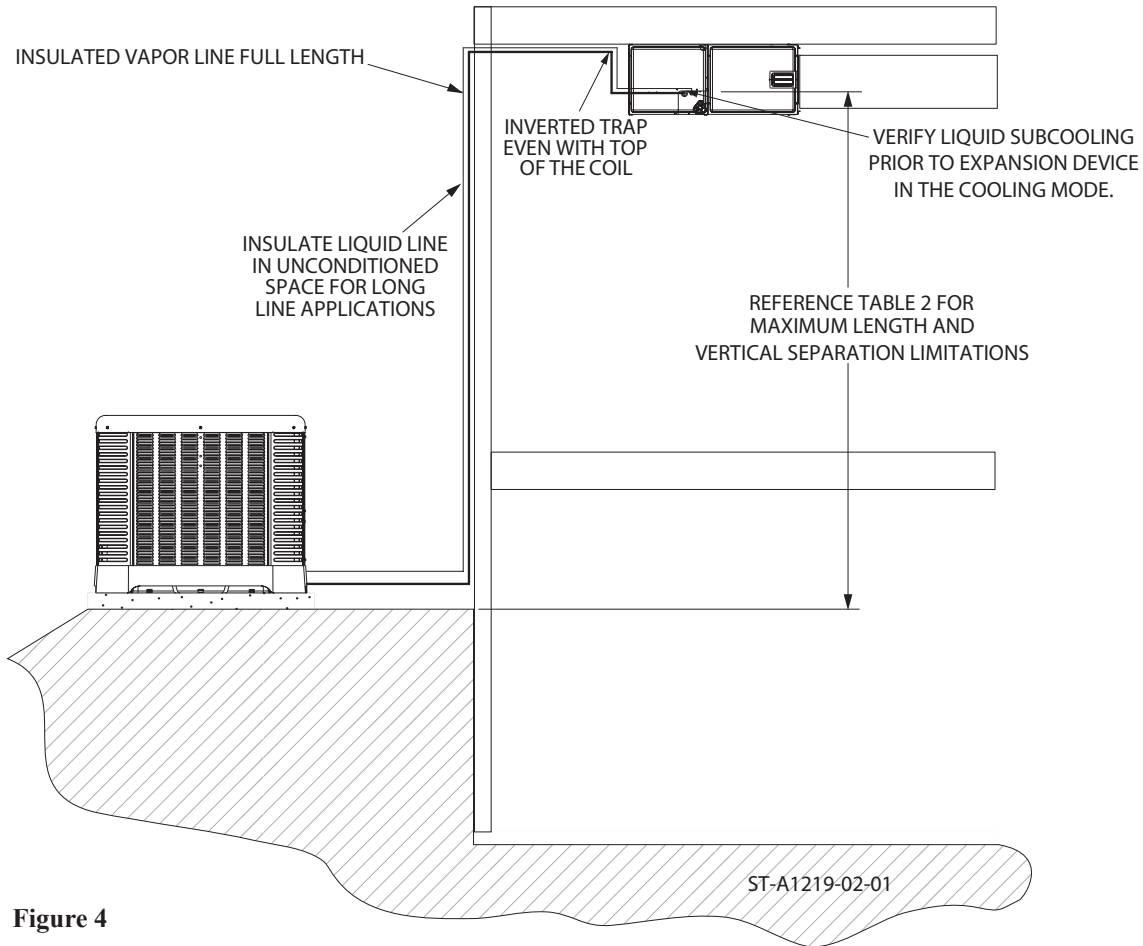 INSULATED VAPOR LINE FULL LENGTH
INVERTED TRAP
EVEN WITH TOP
OF THE COIL
VERIFY LIQUID SUBCOOLING
PRIOR TO EXPANSION DEVICE
IN THE COOLING MODE.
INSULATE LIQUID LINE
IN UNCONDITIONED
SPACE FOR LONG
LINE APPLICATIONS
REFERENCE TABLE 2 FOR
MAXIMUM LENGTH AND
VERTICAL SEPARATION LIMITATIONS
ST-A1219-02-01
Figure 4